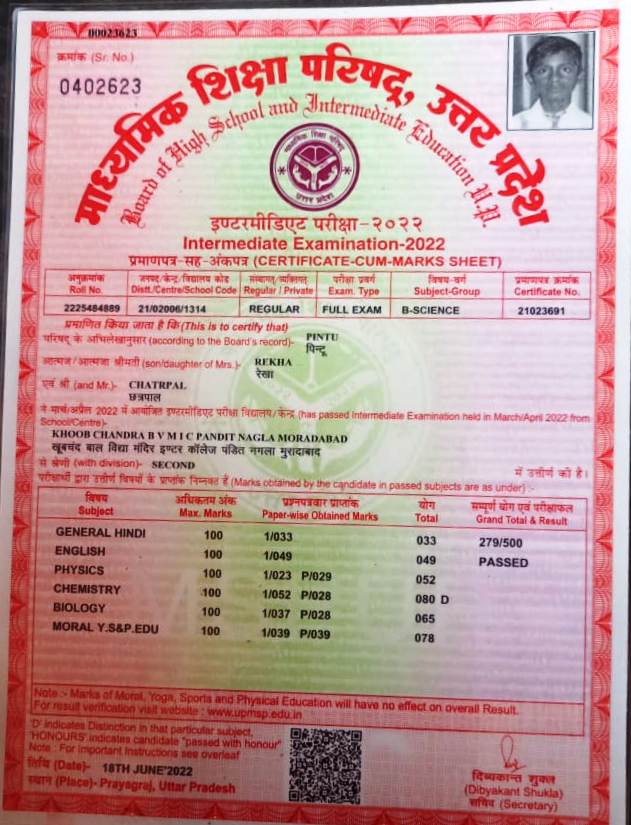 00023623
क्रमांक (Sr. No.)
0402623
माध्यमिक शिक्षा परिषद्, उत्तर प्रदेश
Board of High School and Intermediate Education U.P.
माध्यमिक शिक्षा परिषद
उत्तर प्रदेश
इण्टरमीडिएट परीक्षा-२०२२
Intermediate Examination-2022
प्रमाणपत्र-सह-अंकपत्र (CERTIFICATE-CUM-MARKS SHEET)
अनुक्रमांक जनपद/केन्द्र/विद्यालय कोड संस्थागत/व्यक्तिगत परीक्षा प्रवर्ग विषय-वर्ग प्रमाणपत्र क्रमांक
Roll No. Distt./Centre/School Code Regular / Private Exam. Type Subject-Group Certificate No.
2225484889 21/02006/1314 REGULAR FULL EXAM B-SCIENCE 21023691
प्रमाणित किया जाता है कि (This is to certify that)
परिषद् के अभिलेखानुसार (according to the Board's record)- PINTU
पिन्टू
आत्मज/आत्मजा श्रीमती (son/daughter of Mrs.)- REKHA
रेखा
एवं श्री (and Mr.)- CHATRPAL
छत्रपाल
ने मार्च/अप्रैल 2022 में आयोजित इण्टरमीडिएट परीक्षा विद्यालय/केन्द्र (has passed Intermediate Examination held in March/April 2022 from
School/Centre)-
KHOOB CHANDRA B V M I C PANDIT NAGLA MORADABAD
खूबचंद बाल विद्या मंदिर इण्टर कॉलेज पंडित नगला मुरादाबाद
से श्रेणी (with division)- SECOND में उत्तीर्ण की है।
परीक्षार्थी द्वारा उत्तीर्ण विषयों के प्राप्तांक निम्नवत हैं (Marks obtained by the candidate in passed subjects are as under) :-
विषय अधिकतम अंक प्रश्नपत्रवार प्राप्तांक योग सम्पूर्ण योग एवं परीक्षाफल
Subject Max. Marks Paper-wise Obtained Marks Total Grand Total & Result
GENERAL HINDI 100 1/033 033 279/500
ENGLISH 100 1/049 049 PASSED
PHYSICS 100 1/023 P/029 052
CHEMISTRY 100 1/052 P/028 080 D
BIOLOGY 100 1/037 P/028 065
MORAL Y.S&P.EDU 100 1/039 P/039 078
Note :- Marks of Moral, Yoga, Sports and Physical Education will have no effect on overall Result.
For result verification visit website : www.upmsp.edu.in
'D' indicates Distinction in that particular subject,
'HONOURS' indicates candidate "passed with honour"
Note : For Important Instructions see overleaf
तिथि (Date)- 18TH JUNE'2022
स्थान (Place)- Prayagraj, Uttar Pradesh
दिव्यकान्त शुक्ल
(Dibyakant Shukla)
सचिव (Secretary)